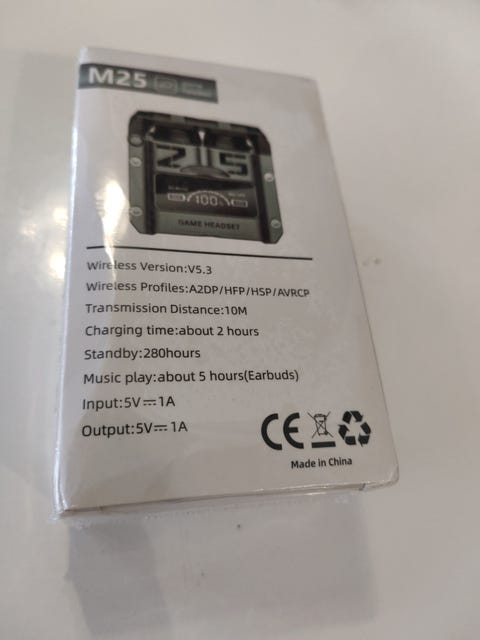 M25
25
100%
GAME HEADSET
Wireless Version:V5.3
Wireless Profiles:A2DP/HFP/HSP/AVRCP
Transmission Distance:10M
Charging time:about 2 hours
Standby:280hours
Music play:about 5 hours(Earbuds)
Input:5V⎓1A
Output:5V⎓1A
CE
Made in China